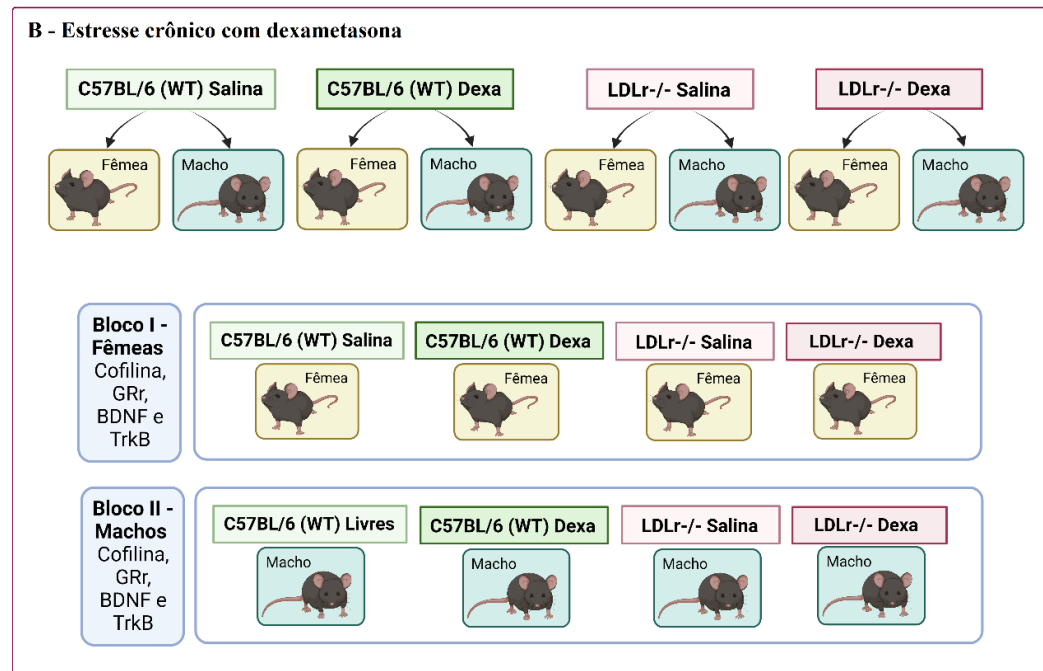 B - Estresse crônico com dexametasona
C57BL/6 (WT) Salina
C57BL/6 (WT) Dexa
LDLr-/- Salina
LDLr-/- Dexa
Fêmea
Macho
Fêmea
Macho
Fêmea
Macho
Fêmea
Macho
Bloco I -
Fêmeas
Cofilina,
GRr,
BDNF e
TrkB
C57BL/6 (WT) Salina
C57BL/6 (WT) Dexa
LDLr-/- Salina
LDLr-/- Dexa
Fêmea
Fêmea
Fêmea
Fêmea
Bloco II -
Machos
Cofilina,
GRr,
BDNF e
TrkB
C57BL/6 (WT) Livres
C57BL/6 (WT) Dexa
LDLr-/- Salina
LDLr-/- Dexa
Macho
Macho
Macho
Macho